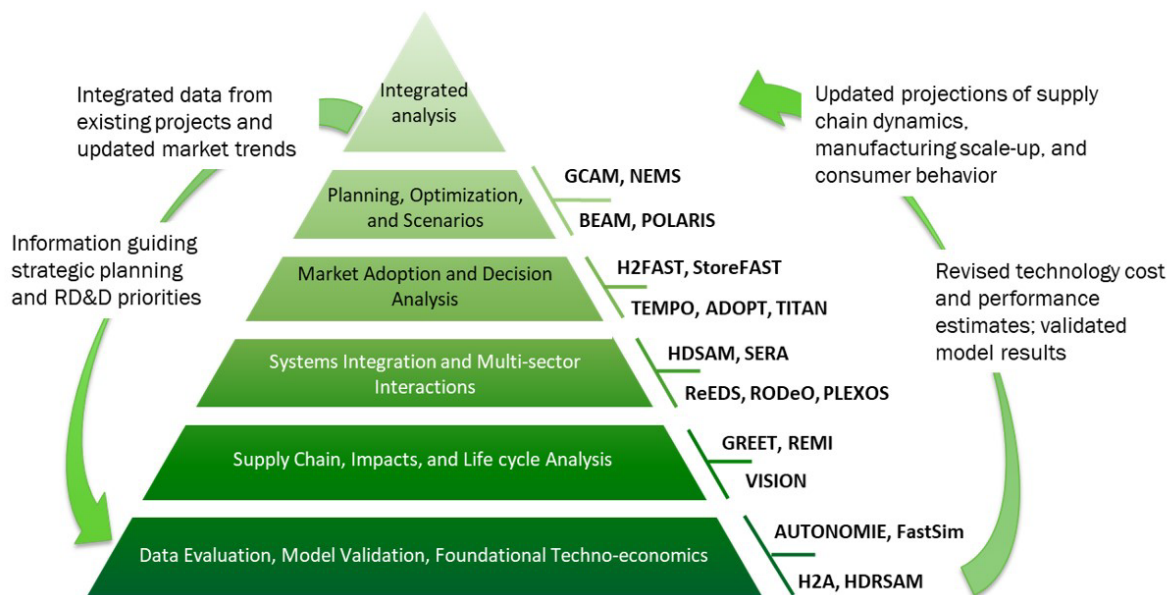 Integrated analysis
Integrated data from
existing projects and
updated market trends
Updated projections of supply
chain dynamics,
manufacturing scale-up, and
consumer behavior
Planning, Optimization,
and Scenarios
GCAM, NEMS
BEAM, POLARIS
Information guiding
strategic planning
and RD&D priorities
Market Adoption and Decision
Analysis
H2FAST, StoreFAST
TEMPO, ADOPT, TITAN
Revised technology cost
and performance
estimates; validated
model results
Systems Integration and Multi-sector
Interactions
HDSAM, SERA
ReEDS, RODeO, PLEXOS
Supply Chain, Impacts, and Life cycle Analysis
GREET, REMI
VISION
Data Evaluation, Model Validation, Foundational Techno-economics
AUTONOMIE, FastSim
H2A, HDRSAM